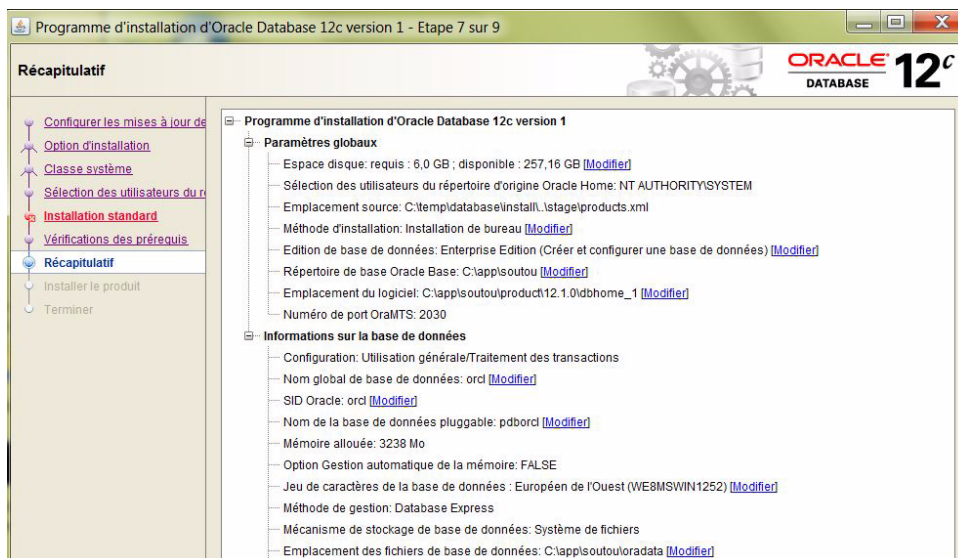 Programme d'installation d'Oracle Database 12c version 1 - Etape 7 sur 9
Récapitulatif
ORACLE
DATABASE
12c
Configurer les mises à jour de
Option d'installation
Classe système
Sélection des utilisateurs du r
Installation standard
Vérifications des prérequis
Récapitulatif
Installer le produit
Terminer
Programme d'installation d'Oracle Database 12c version 1
Paramètres globaux
Espace disque: requis : 6,0 GB ; disponible : 257,16 GB [Modifier]
Sélection des utilisateurs du répertoire d'origine Oracle Home: NT AUTHORITY\SYSTEM
Emplacement source: C:\temp\database\install\..\stage\products.xml
Méthode d'installation: Installation de bureau [Modifier]
Edition de base de données: Enterprise Edition (Créer et configurer une base de données) [Modifier]
Répertoire de base Oracle Base: C:\app\soutou [Modifier]
Emplacement du logiciel: C:\app\soutou\product\12.1.0\dbhome_1 [Modifier]
Numéro de port OraMTS: 2030
Informations sur la base de données
Configuration: Utilisation générale/Traitement des transactions
Nom global de base de données: orcl [Modifier]
SID Oracle: orcl [Modifier]
Nom de la base de données pluggable: pdborcl [Modifier]
Mémoire allouée: 3238 Mo
Option Gestion automatique de la mémoire: FALSE
Jeu de caractères de la base de données : Européen de l'Ouest (WE8MSWIN1252) [Modifier]
Méthode de gestion: Database Express
Mécanisme de stockage de base de données: Système de fichiers
Emplacement des fichiers de base de données: C:\app\soutou\oradata [Modifier]